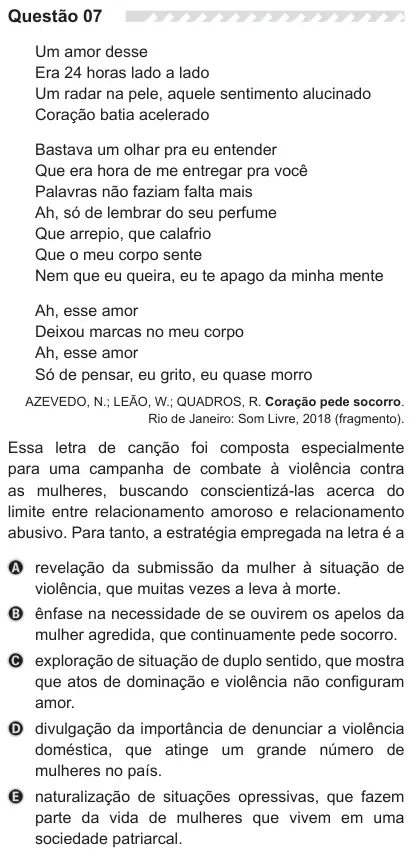 Questão 07
Um amor desse
Era 24 horas lado a lado
Um radar na pele, aquele sentimento alucinado
Coração batia acelerado
Bastava um olhar pra eu entender
Que era hora de me entregar pra você
Palavras não faziam falta mais
Ah, só de lembrar do seu perfume
Que arrepio, que calafrio
Que o meu corpo sente
Nem que eu queira, eu te apago da minha mente
Ah, esse amor
Deixou marcas no meu corpo
Ah, esse amor
Só de pensar, eu grito, eu quase morro
AZEVEDO, N.; LEÃO, W.; QUADROS, R. Coração pede socorro.
Rio de Janeiro: Som Livre, 2018 (fragmento).
Essa letra de canção foi composta especialmente
para uma campanha de combate à violência contra
as mulheres, buscando conscientizá-las acerca do
limite entre relacionamento amoroso e relacionamento
abusivo. Para tanto, a estratégia empregada na letra é a
A revelação da submissão da mulher à situação de
violência, que muitas vezes a leva à morte.
B ênfase na necessidade de se ouvirem os apelos da
mulher agredida, que continuamente pede socorro.
C exploração de situação de duplo sentido, que mostra
que atos de dominação e violência não configuram
amor.
D divulgação da importância de denunciar a violência
doméstica, que atinge um grande número de
mulheres no país.
E naturalização de situações opressivas, que fazem
parte da vida de mulheres que vivem em uma
sociedade patriarcal.